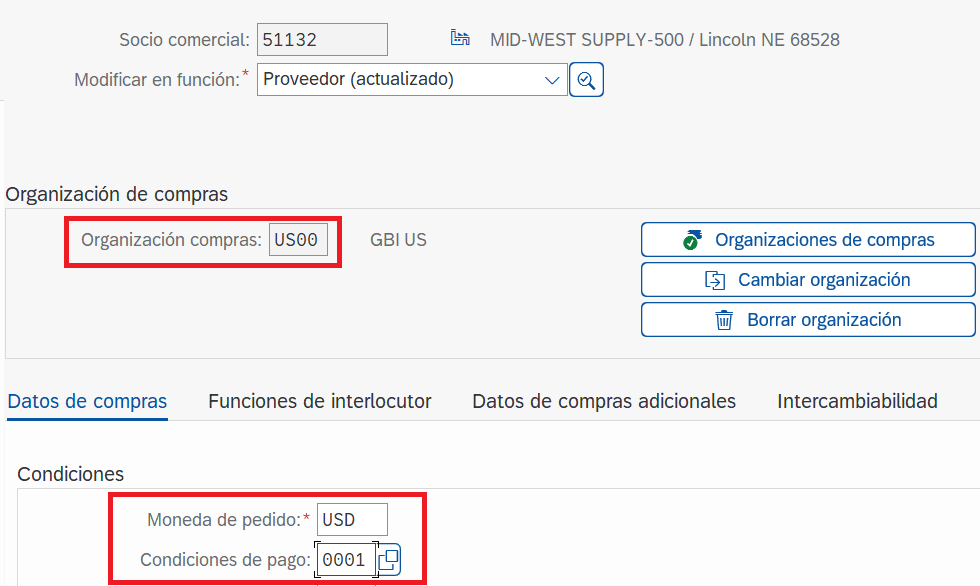 Socio comercial: 51132 MID-WEST SUPPLY-500 / Lincoln NE 68528
Modificar en función:* Proveedor (actualizado)
Organización de compras
Organización compras: US00 GBI US Organizaciones de compras
Cambiar organización
Borrar organización
Datos de compras Funciones de interlocutor Datos de compras adicionales Intercambiabilidad
Condiciones
Moneda de pedido:* USD
Condiciones de pago: 0001